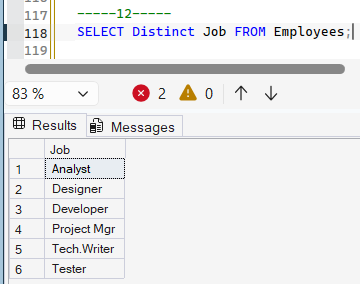 117 -----12-----
118 SELECT Distinct Job FROM Employees;
119
83 % 2 0
Results Messages
Job
1 Analyst
2 Designer
3 Developer
4 Project Mgr
5 Tech.Writer
6 Tester